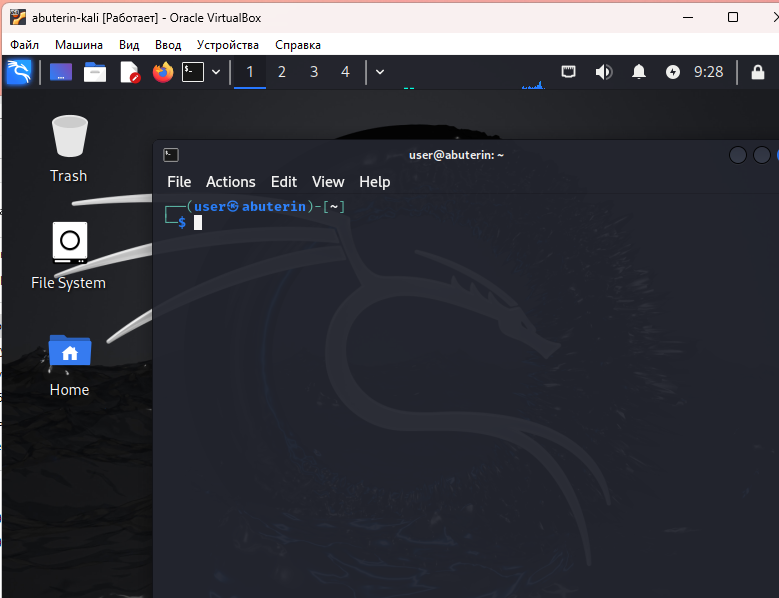 abuterin-kali [Работает] - Oracle VirtualBox
Файл Машина Вид Ввод Устройства Справка
1 2 3 4 9:28
Trash
user@abuterin: ~
File Actions Edit View Help
┌──(user㉿abuterin)-[~]
└─$
File System
Home